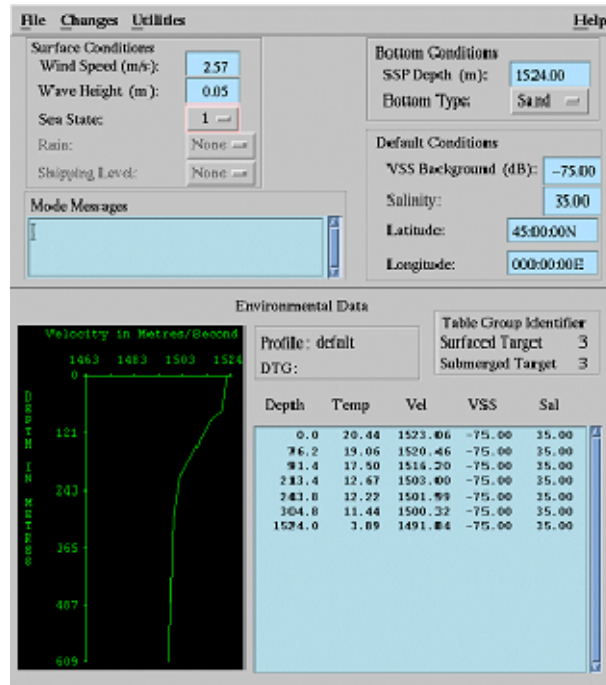 File Changes Utilities Help
Surface Conditions
Wind Speed (m/s): 2.57
Wave Height (m): 0.05
Sea State: 1
Rain: None
Shipping Level: None
Mode Messages
Bottom Conditions
SSP Depth (m): 1524.00
Bottom Type: Sand
Default Conditions
VSS Background (dB): -75.00
Salinity: 35.00
Latitude: 45:00:00N
Longitude: 000:00:00E
Environmental Data
Velocity in Metres/Second
1463 1483 1503 1524
0
121
243
365
487
609
DEPTH IN METRES
Profile: default
DTG:
Table Group Identifier
Surfaced Target 3
Submerged Target 3
Depth Temp Vel VSS Sal
0.0 20.44 1523.06 -75.00 35.00
76.2 19.06 1520.46 -75.00 35.00
91.4 17.50 1516.20 -75.00 35.00
213.4 12.67 1503.00 -75.00 35.00
243.8 12.22 1501.99 -75.00 35.00
304.8 11.44 1500.32 -75.00 35.00
1524.0 3.89 1491.84 -75.00 35.00